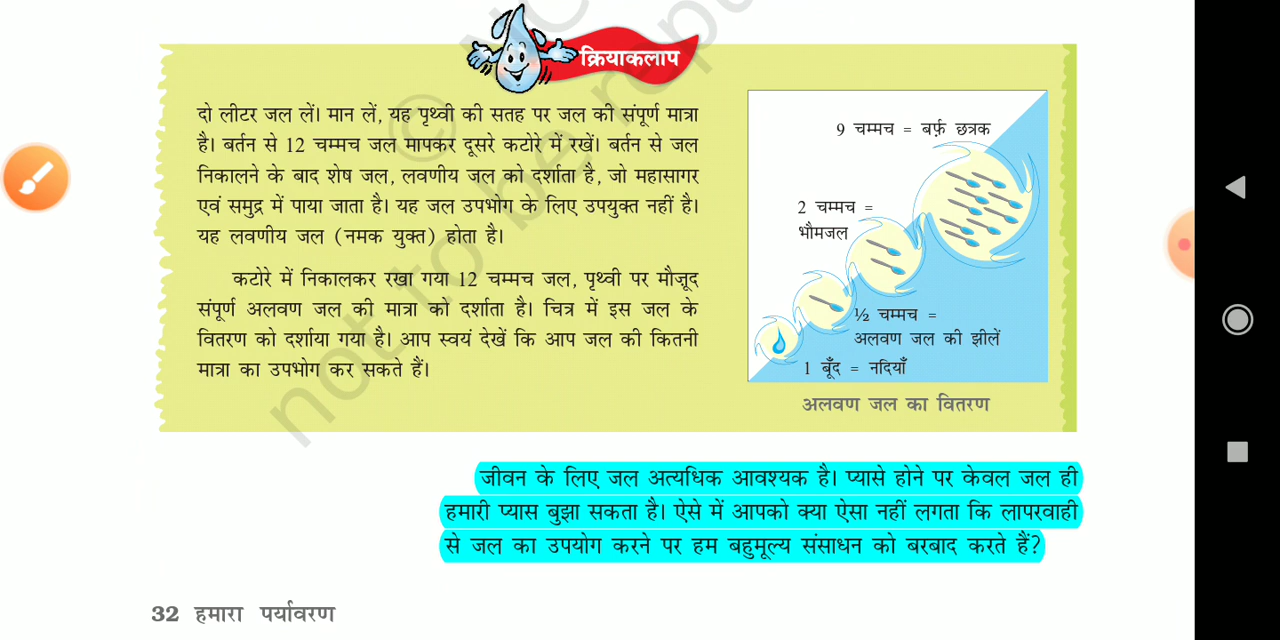 क्रियाकलाप
दो लीटर जल लें। मान लें, यह पृथ्वी की सतह पर जल की संपूर्ण मात्रा
है। बर्तन से 12 चम्मच जल मापकर दूसरे कटोरे में रखें। बर्तन से जल
निकालने के बाद शेष जल, लवणीय जल को दर्शाता है, जो महासागर
एवं समुद्र में पाया जाता है। यह जल उपभोग के लिए उपयुक्त नहीं है।
यह लवणीय जल (नमक युक्त) होता है।
कटोरे में निकालकर रखा गया 12 चम्मच जल, पृथ्वी पर मौजूद
संपूर्ण अलवण जल की मात्रा को दर्शाता है। चित्र में इस जल के
वितरण को दर्शाया गया है। आप स्वयं देखें कि आप जल की कितनी
मात्रा का उपभोग कर सकते हैं।
9 चम्मच = बर्फ़ छत्रक
2 चम्मच =
भौमजल
½ चम्मच =
अलवण जल की झीलें
1 बूँद = नदियाँ
अलवण जल का वितरण
जीवन के लिए जल अत्यधिक आवश्यक है। प्यासे होने पर केवल जल ही
हमारी प्यास बुझा सकता है। ऐसे में आपको क्या ऐसा नहीं लगता कि लापरवाही
से जल का उपयोग करने पर हम बहुमूल्य संसाधन को बरबाद करते हैं?
32 हमारा पर्यावरण
not to be